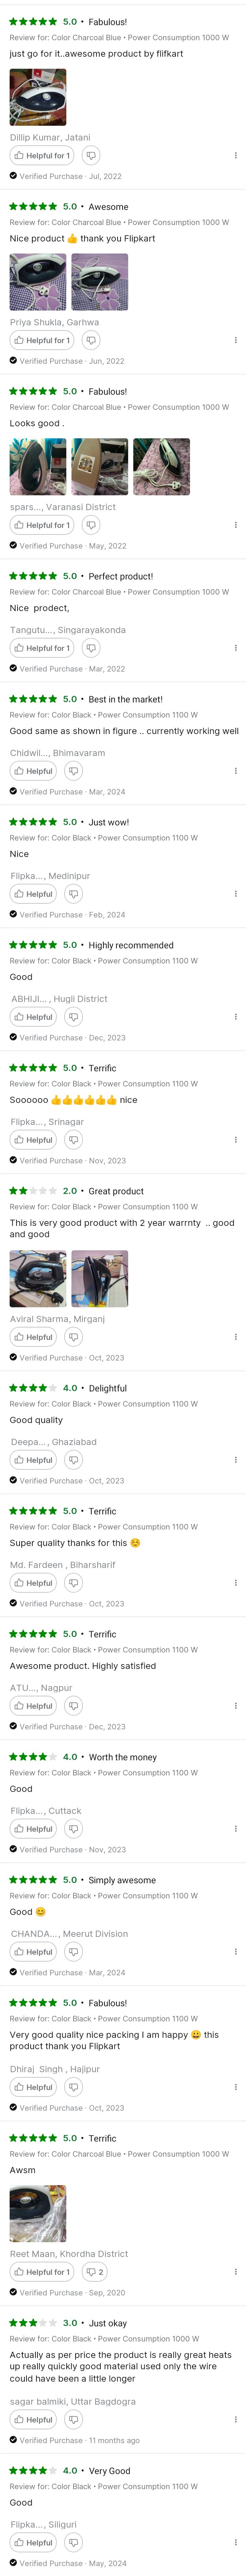 5.0 • Fabulous!
Review for: Color Charcoal Blue • Power Consumption 1000 W
just go for it..awesome product by flifkart
Dillip Kumar, Jatani
Helpful for 1
Verified Purchase · Jul, 2022
5.0 • Awesome
Review for: Color Charcoal Blue • Power Consumption 1000 W
Nice product 👍 thank you Flipkart
Priya Shukla, Garhwa
Helpful for 1
Verified Purchase · Jun, 2022
5.0 • Fabulous!
Review for: Color Charcoal Blue • Power Consumption 1000 W
Looks good .
spars..., Varanasi District
Helpful for 1
Verified Purchase · May, 2022
5.0 • Perfect product!
Review for: Color Charcoal Blue • Power Consumption 1000 W
Nice prodect,
Tangutu..., Singarayakonda
Helpful for 1
Verified Purchase · Mar, 2022
5.0 • Best in the market!
Review for: Color Black • Power Consumption 1100 W
Good same as shown in figure .. currently working well
Chidwil..., Bhimavaram
Helpful
Verified Purchase · Mar, 2024
5.0 • Just wow!
Review for: Color Black • Power Consumption 1100 W
Nice
Flipka..., Medinipur
Helpful
Verified Purchase · Feb, 2024
5.0 • Highly recommended
Review for: Color Black • Power Consumption 1100 W
Good
ABHIJI... , Hugli District
Helpful
Verified Purchase · Dec, 2023
5.0 • Terrific
Review for: Color Black • Power Consumption 1100 W
Soooooo 👍👍👍👍👍👍 nice
Flipka..., Srinagar
Helpful
Verified Purchase · Nov, 2023
2.0 • Great product
Review for: Color Black • Power Consumption 1100 W
This is very good product with 2 year warrnty .. good
and good
Aviral Sharma, Mirganj
Helpful
Verified Purchase · Oct, 2023
4.0 • Delightful
Review for: Color Black • Power Consumption 1100 W
Good quality
Deepa... , Ghaziabad
Helpful
Verified Purchase · Oct, 2023
5.0 • Terrific
Review for: Color Black • Power Consumption 1100 W
Super quality thanks for this ☺️
Md. Fardeen , Biharsharif
Helpful
Verified Purchase · Oct, 2023
5.0 • Terrific
Review for: Color Black • Power Consumption 1100 W
Awesome product. Highly satisfied
ATU..., Nagpur
Helpful
Verified Purchase · Dec, 2023
4.0 • Worth the money
Review for: Color Black • Power Consumption 1100 W
Good
Flipka..., Cuttack
Helpful
Verified Purchase · Nov, 2023
5.0 • Simply awesome
Review for: Color Black • Power Consumption 1100 W
Good 😊
CHANDA..., Meerut Division
Helpful
Verified Purchase · Mar, 2024
5.0 • Fabulous!
Review for: Color Black • Power Consumption 1100 W
Very good quality nice packing I am happy 😀 this
product thank you Flipkart
Dhiraj Singh , Hajipur
Helpful
Verified Purchase · Oct, 2023
5.0 • Terrific
Review for: Color Charcoal Blue • Power Consumption 1000 W
Awsm
Reet Maan, Khordha District
Helpful for 1
2
Verified Purchase · Sep, 2020
3.0 • Just okay
Review for: Color Black • Power Consumption 1000 W
Actually as per price the product is really great heats
up really quickly good material used only the wire
could have been a little longer
sagar balmiki, Uttar Bagdogra
Helpful
Verified Purchase · 11 months ago
4.0 • Very Good
Review for: Color Black • Power Consumption 1100 W
Good
Flipka..., Siliguri
Helpful
Verified Purchase · May, 2024